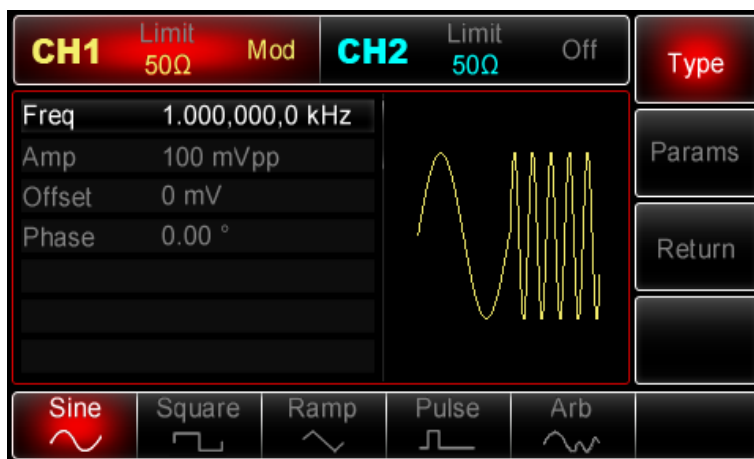 CH1 Limit 50Ω Mod CH2 Limit 50Ω Off Type
Freq 1.000,000,0 kHz
Amp 100 mVpp
Offset 0 mV
Phase 0.00 °
Params
Return
Sine Square Ramp Pulse Arb